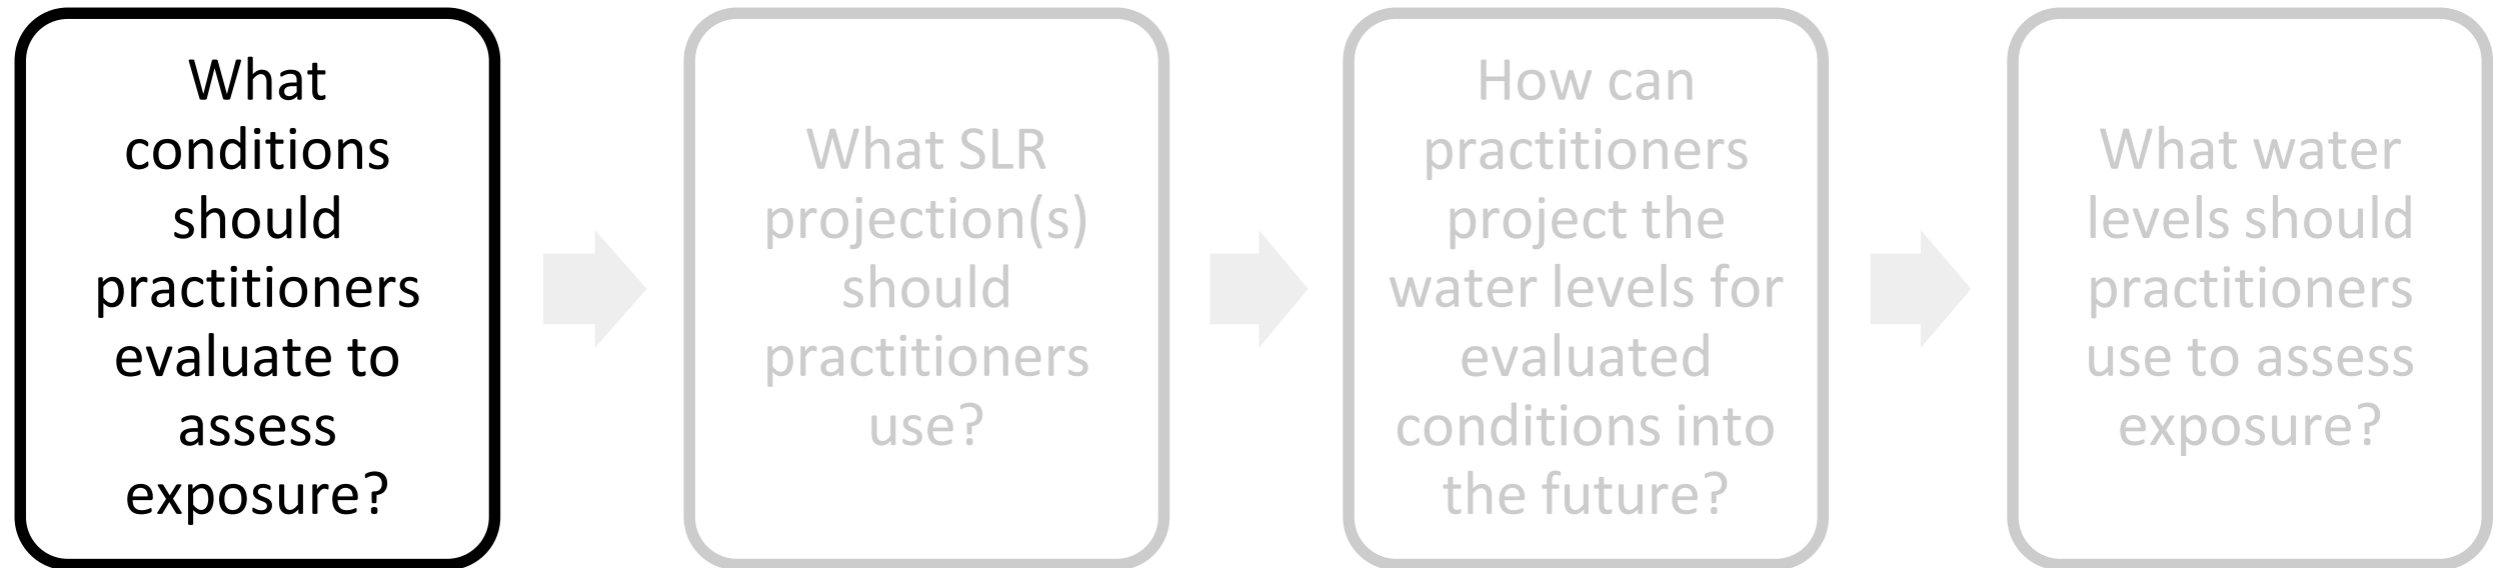 What
conditions
should
practitioners
evaluate to
assess
exposure?
What SLR
projection(s)
should
practitioners
use?
How can
practitioners
project the
water levels for
evaluated
conditions into
the future?
What water
levels should
practitioners
use to assess
exposure?